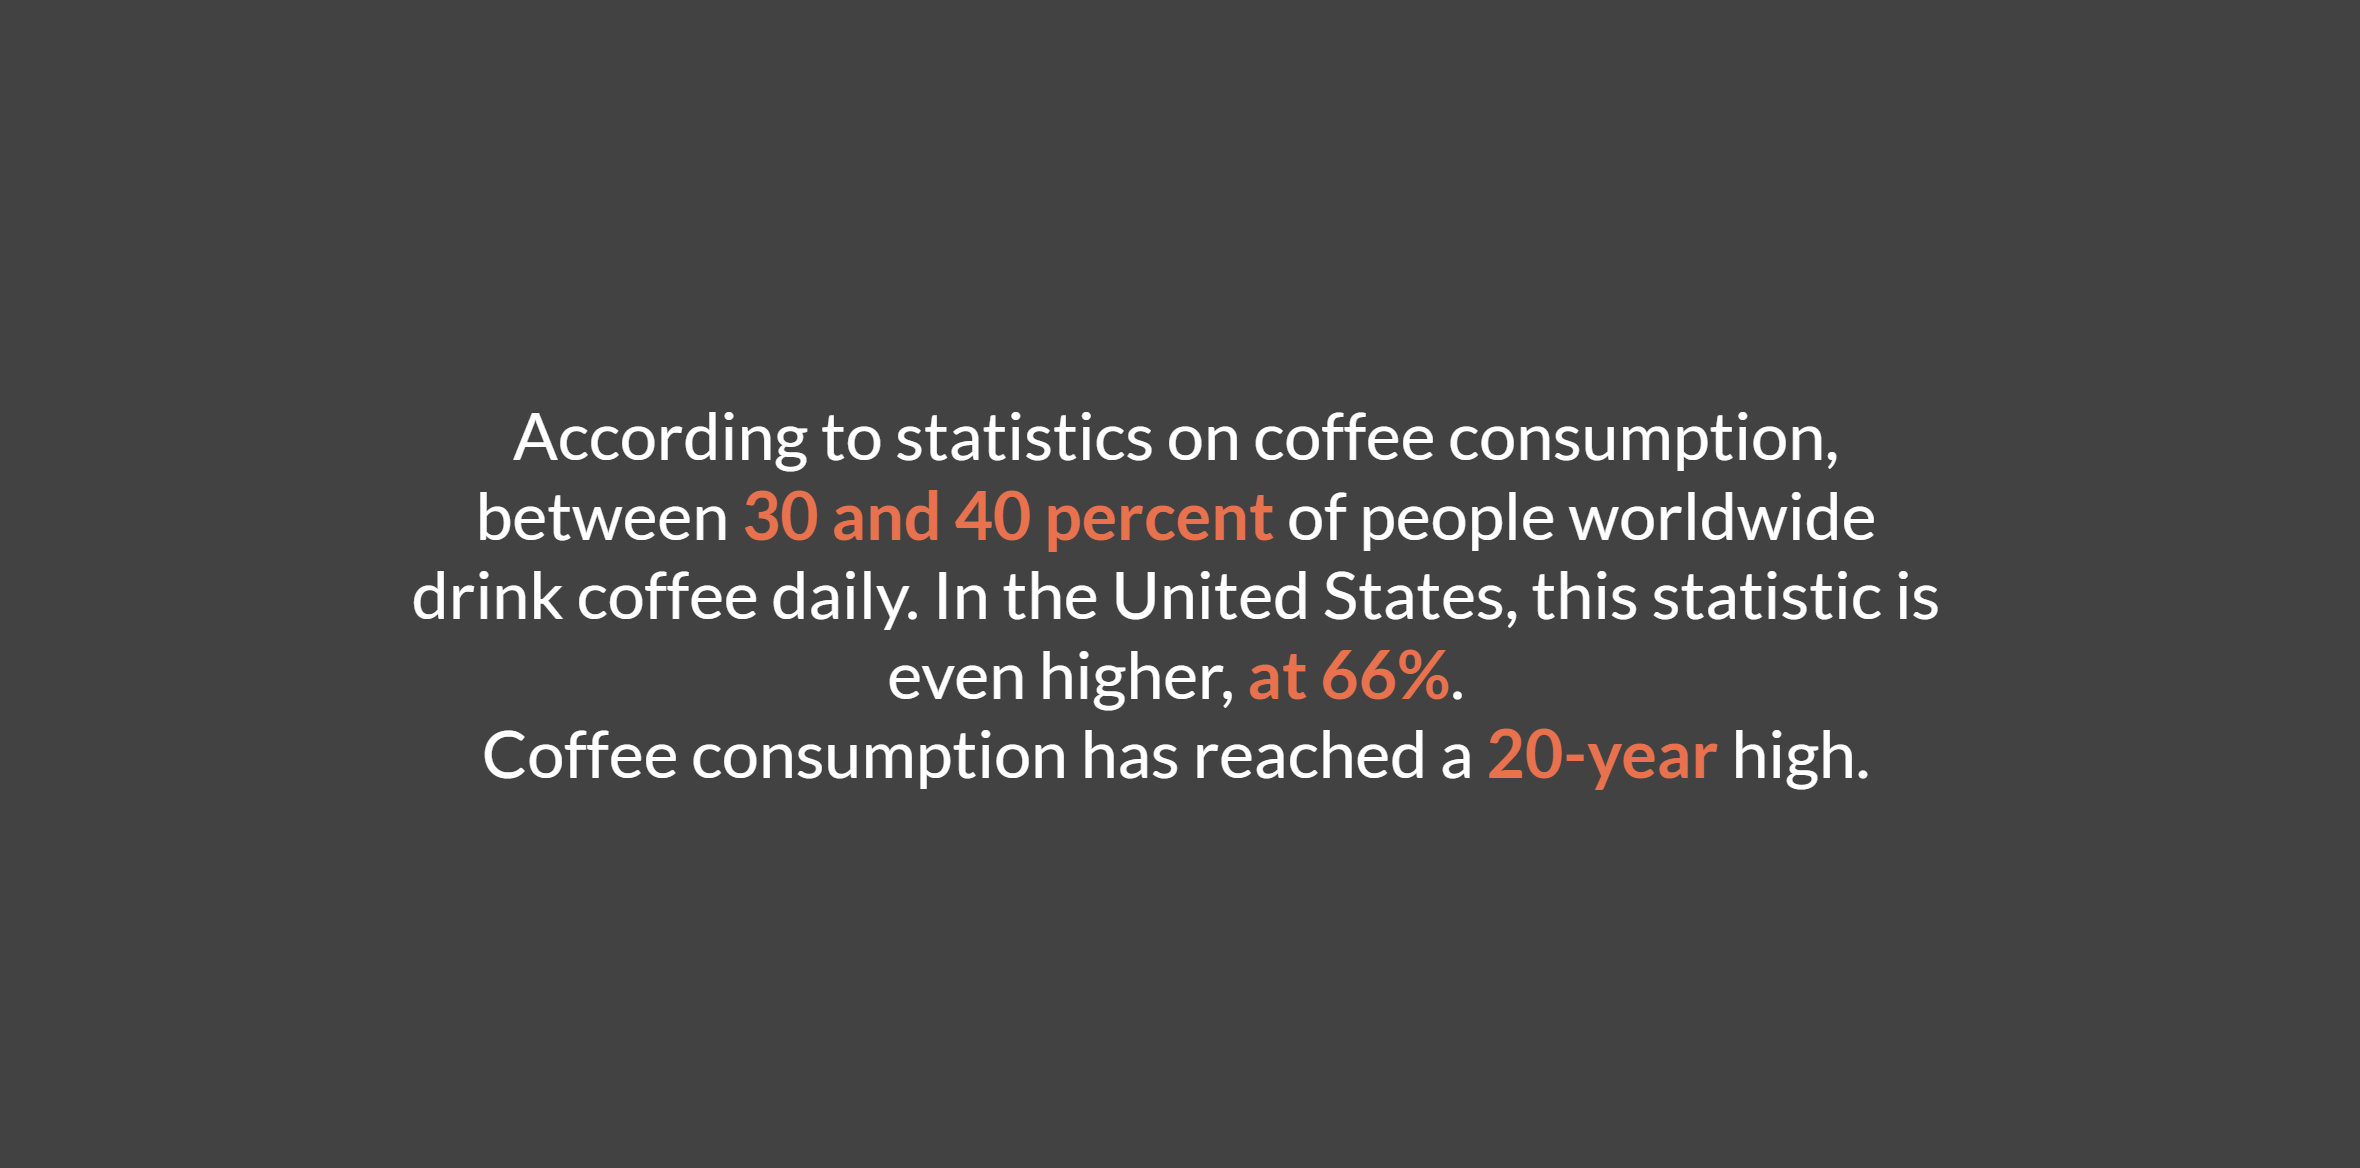 According to statistics on coffee consumption,
between 30 and 40 percent of people worldwide
drink coffee daily. In the United States, this statistic is
even higher, at 66%.
Coffee consumption has reached a 20-year high.